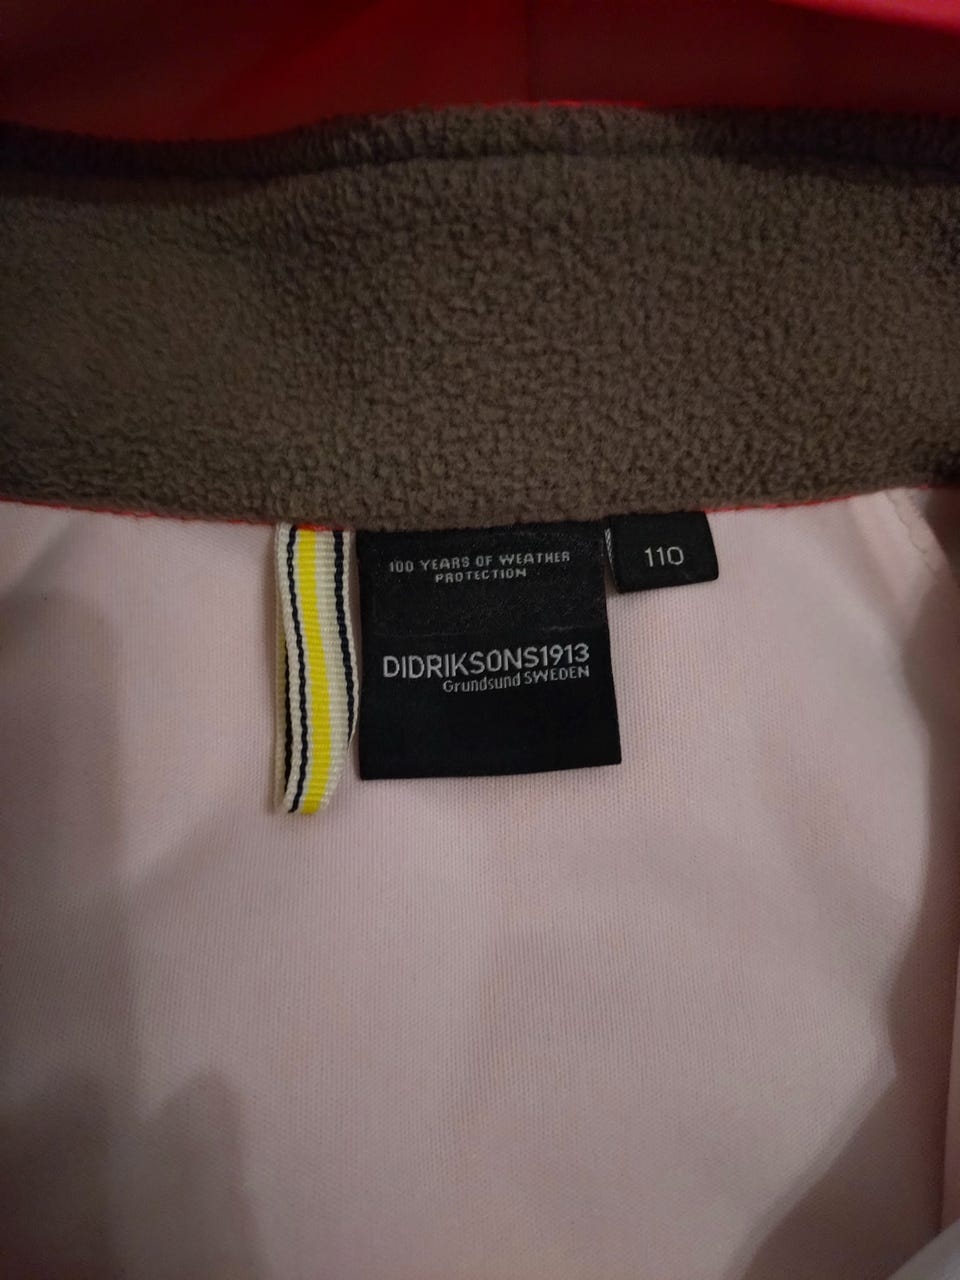 100 YEARS OF WEATHER
PROTECTION
DIDRIKSONS1913
Grundsund SWEDEN
110